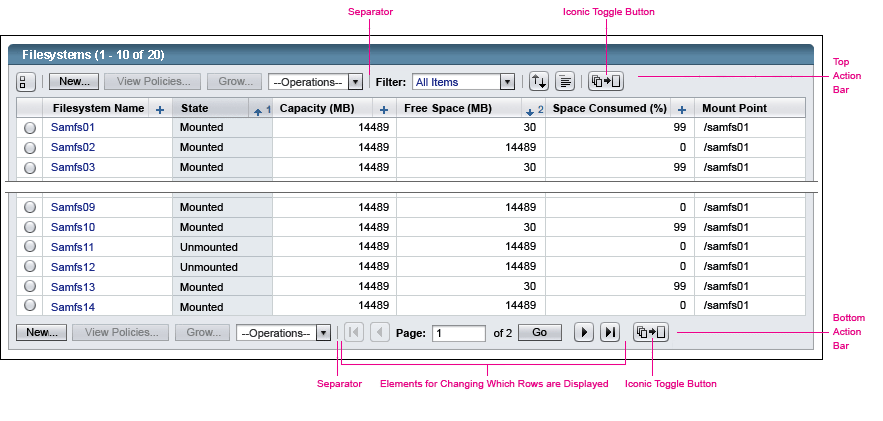 Separator
Iconic Toggle Button
Filesystems (1 - 10 of 20)
Top
Action
Bar
New... View Policies... Grow... --Operations-- Filter: All Items
Filesystem Name State 1 Capacity (MB) Free Space (MB) 2 Space Consumed (%) Mount Point
Samfs01 Mounted 14489 30 99 /samfs01
Samfs02 Mounted 14489 14489 0 /samfs01
Samfs03 Mounted 14489 30 99 /samfs01
Samfs09 Mounted 14489 14489 0 /samfs01
Samfs10 Mounted 14489 30 99 /samfs01
Samfs11 Unmounted 14489 14489 0 /samfs01
Samfs12 Unmounted 14489 14489 0 /samfs01
Samfs13 Mounted 14489 30 99 /samfs01
Samfs14 Mounted 14489 14489 0 /samfs01
New... View Policies... Grow... --Operations-- Page: 1 of 2 Go
Bottom
Action
Bar
Separator
Elements for Changing Which Rows are Displayed
Iconic Toggle Button